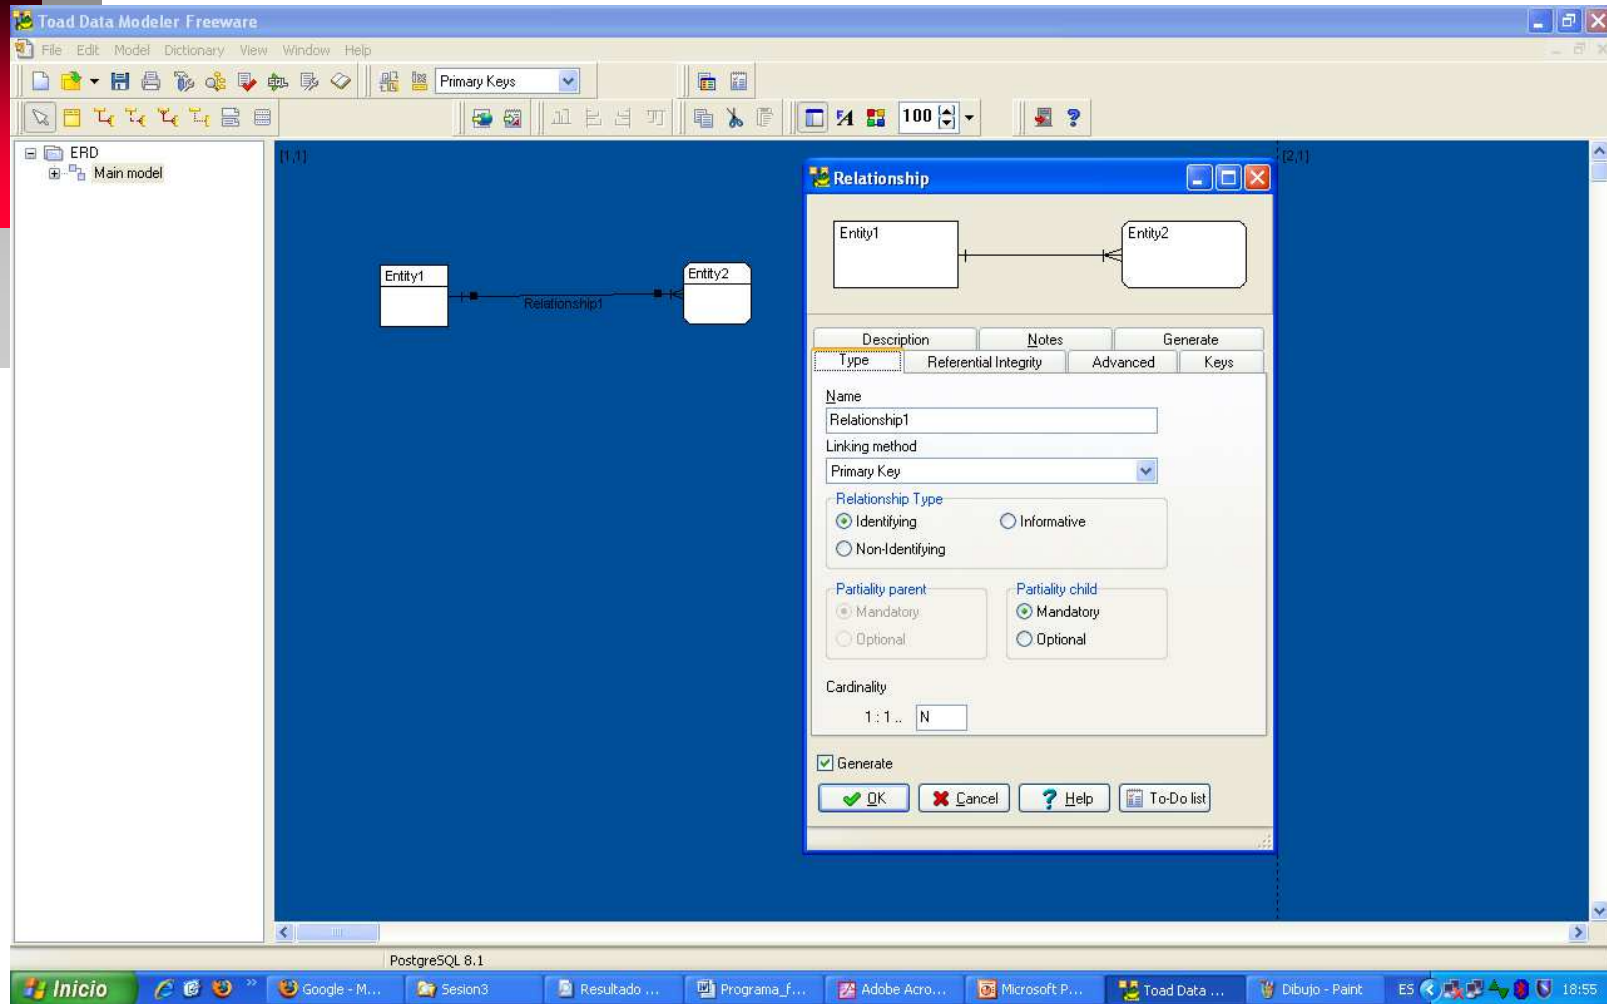 Toad Data Modeler Freeware
File Edit Model Dictionary View Window Help
Primary Keys
100
ERD
Main model
[1,1]
[2,1]
Entity1
Relationship1
Entity2
Relationship
Entity1
Entity2
Description Notes Generate
Type Referential Integrity Advanced Keys
Name
Relationship1
Linking method
Primary Key
Relationship Type
Identifying Informative
Non-Identifying
Partiality parent Partiality child
Mandatory Mandatory
Optional Optional
Cardinality
1 : 1 .. N
Generate
OK Cancel Help To-Do list
PostgreSQL 8.1
Inicio Google - M... Sesion3 Resultado ... Programa_f... Adobe Acro... Microsoft P... Toad Data ... Dibujo - Paint ES 18:55